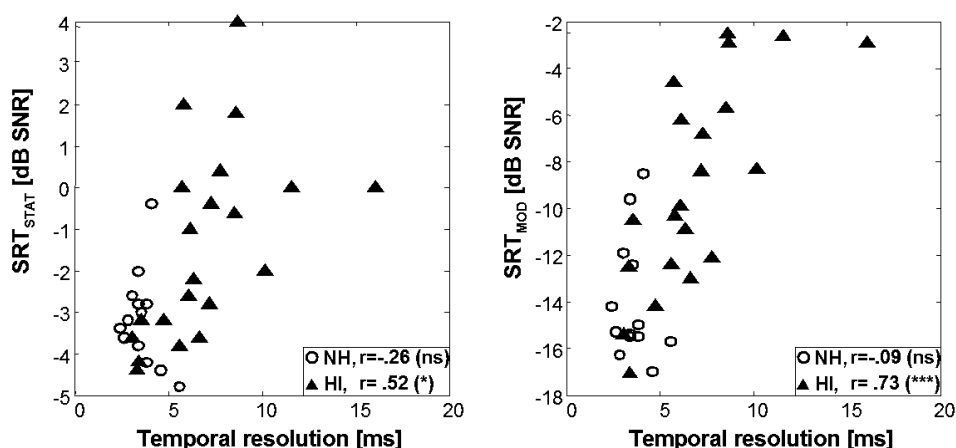 4
3
2
1
0
-1
-2
-3
-4
-5
SRT_STAT [dB SNR]
0 5 10 15 20
Temporal resolution [ms]
NH, r=-.26 (ns)
HI, r= .52 (*)
-2
-4
-6
-8
-10
-12
-14
-16
-18
SRT_MOD [dB SNR]
0 5 10 15 20
Temporal resolution [ms]
NH, r=-.09 (ns)
HI, r= .73 (***)